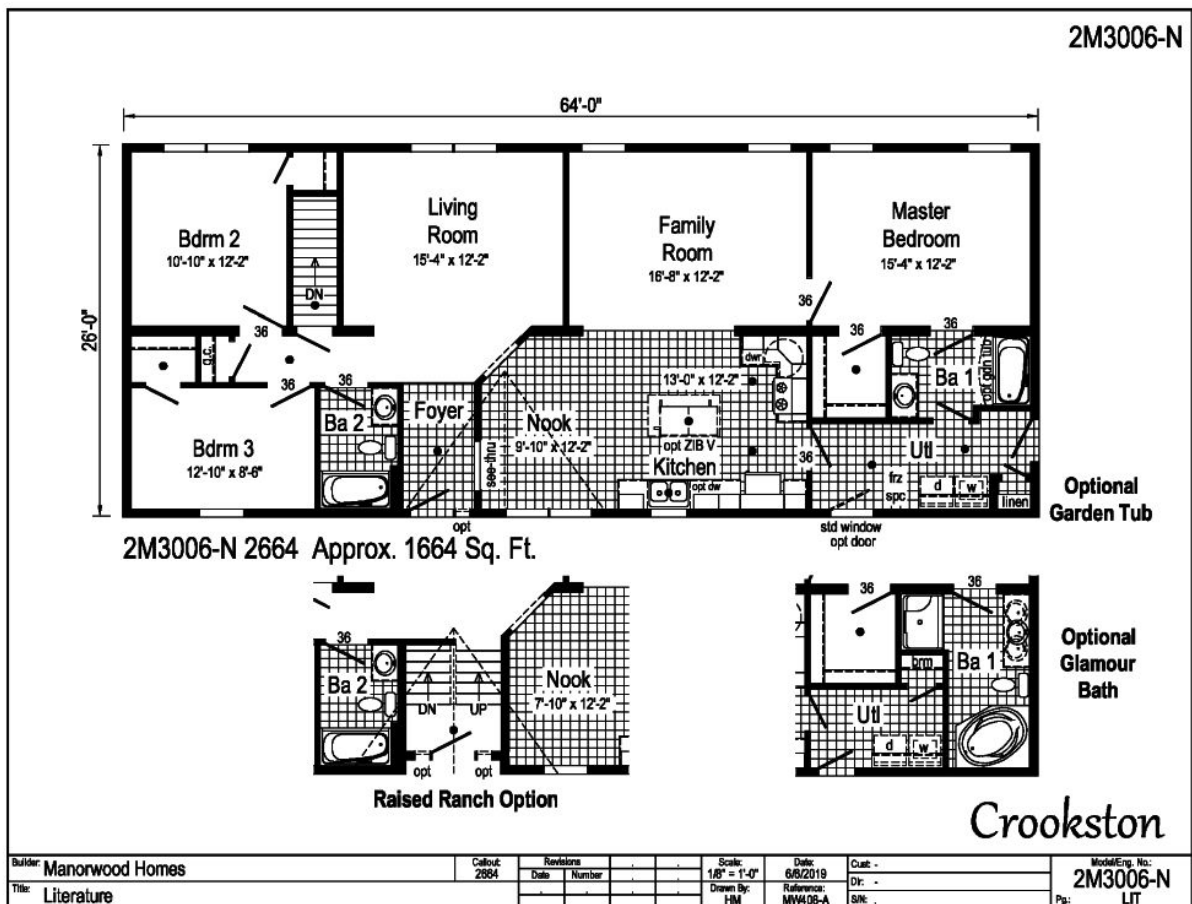 2M3006-N
64'-0"
26'-0"
Bdrm 2
10'-10" x 12'-2"
DN
Living
Room
15'-4" x 12'-2"
Family
Room
16'-8" x 12'-2"
Master
Bedroom
15'-4" x 12'-2"
36
36
36
36
g.c.
36
36
dwr
13'-0" x 12'-2"
Ba 1
opt gdn tub
Ba 2
Foyer
Nook
9'-10" x 12'-2"
see-thru
opt ZIB V
Kitchen
opt dw
36
Utl
Bdrm 3
12'-10" x 8'-6"
frz
spc
d
w
linen
opt
std window
opt door
Optional
Garden Tub
2M3006-N 2664 Approx. 1664 Sq. Ft.
36
Ba 2
DN
UP
Nook
7'-10" x 12'-2"
opt
opt
Raised Ranch Option
36
36
brm
Ba 1
Utl
d
w
Optional
Glamour
Bath
Crookston
Builder: Manorwood Homes
Title: Literature
Callout:
2664
Revisions
Date Number
Scale:
1/8" = 1'-0"
Drawn By:
HM
Date:
6/6/2019
Reference:
MW406-A
Cust: -
Dir: -
S/N: .
Model/Eng. No.:
2M3006-N
Pg.: LIT